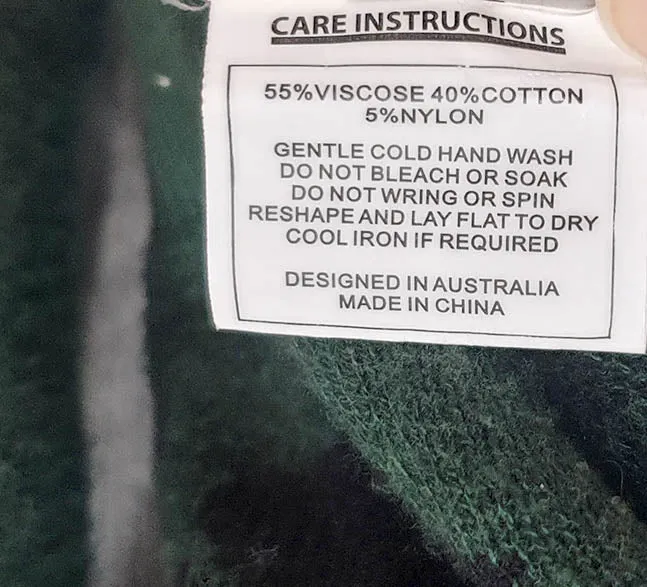 CARE INSTRUCTIONS
55%VISCOSE 40%COTTON
5%NYLON
GENTLE COLD HAND WASH
DO NOT BLEACH OR SOAK
DO NOT WRING OR SPIN
RESHAPE AND LAY FLAT TO DRY
COOL IRON IF REQUIRED
DESIGNED IN AUSTRALIA
MADE IN CHINA